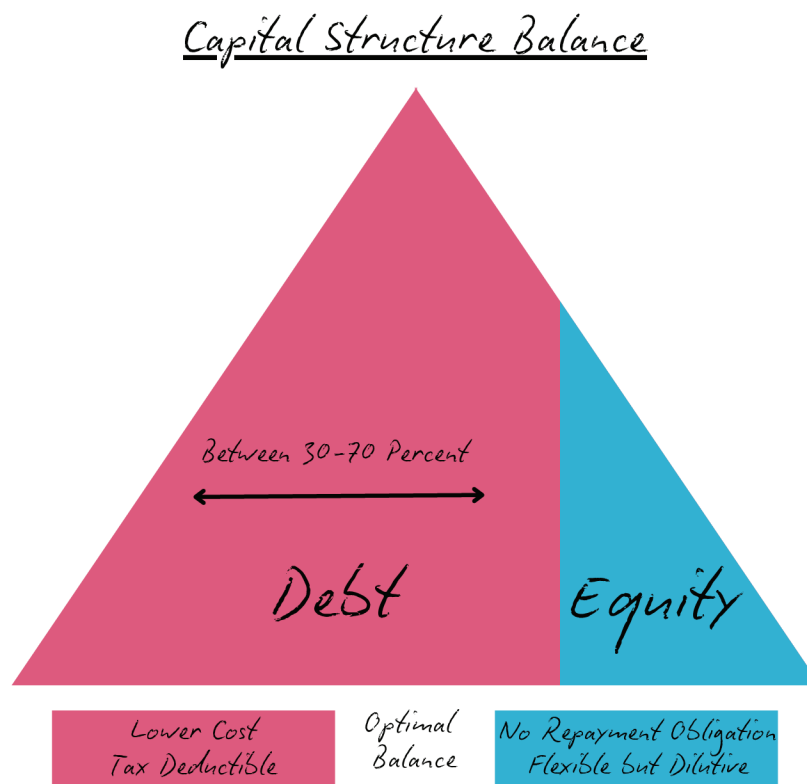 Capital Structure Balance
Between 30-70 Percent
Debt
Equity
Lower Cost
Tax Deductible
Optimal
Balance
No Repayment Obligation
Flexible but Dilutive